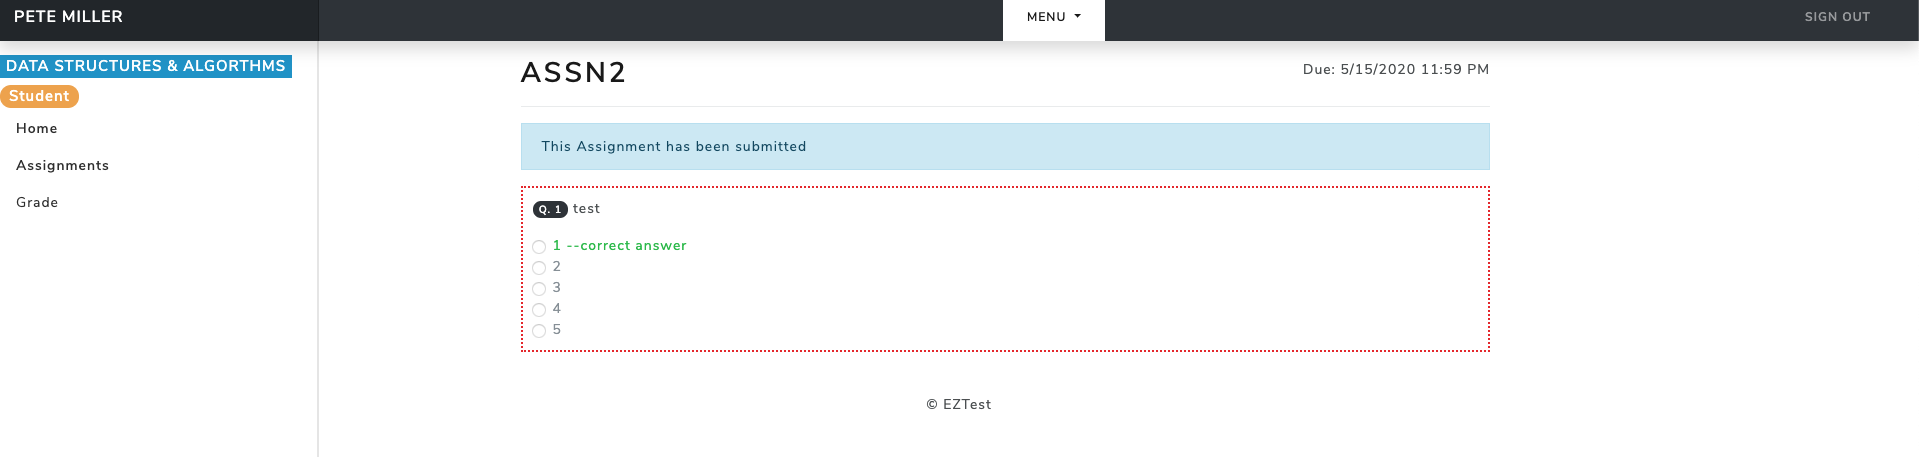 PETE MILLER
MENU
SIGN OUT
DATA STRUCTURES & ALGORTHMS
Student
Home
Assignments
Grade
ASSN2
Due: 5/15/2020 11:59 PM
This Assignment has been submitted
Q. 1 test
1 --correct answer
2
3
4
5
© EZTest